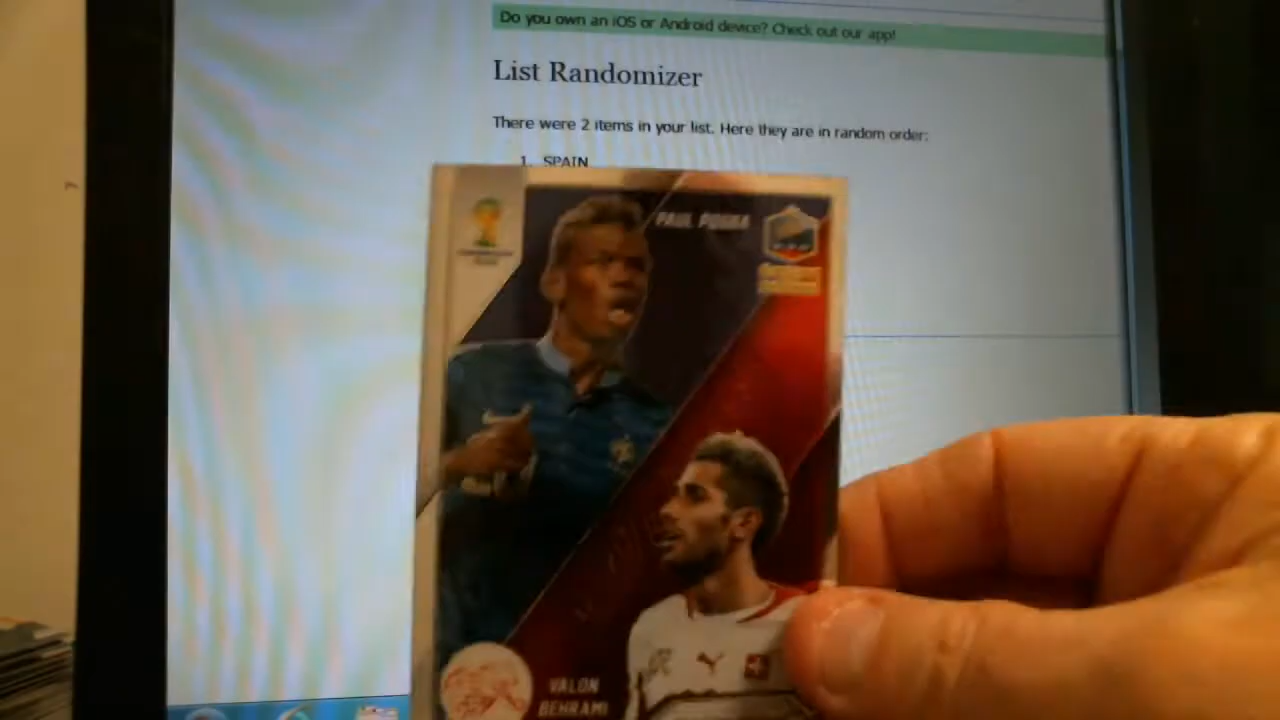 Do you own an iOS or Android device? Check out our app!
List Randomizer
There were 2 items in your list. Here they are in random order:
1. SPAIN
PAUL POGBA
VALON
BEHRAMI